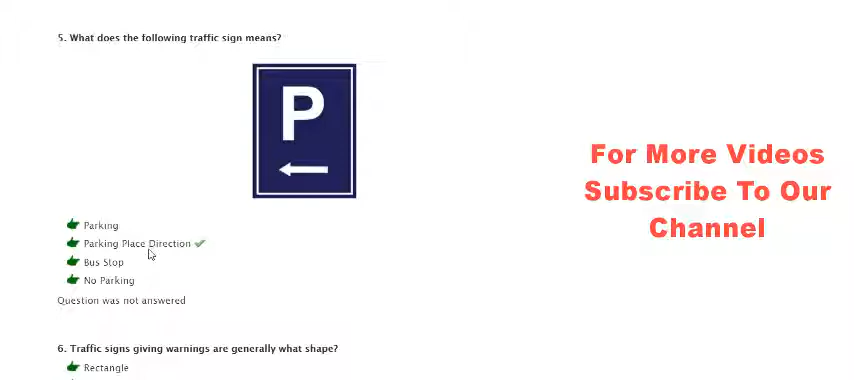 5. What does the following traffic sign means?
P
Parking
Parking Place Direction
Bus Stop
No Parking
Question was not answered
6. Traffic signs giving warnings are generally what shape?
Rectangle
For More Videos
Subscribe To Our
Channel